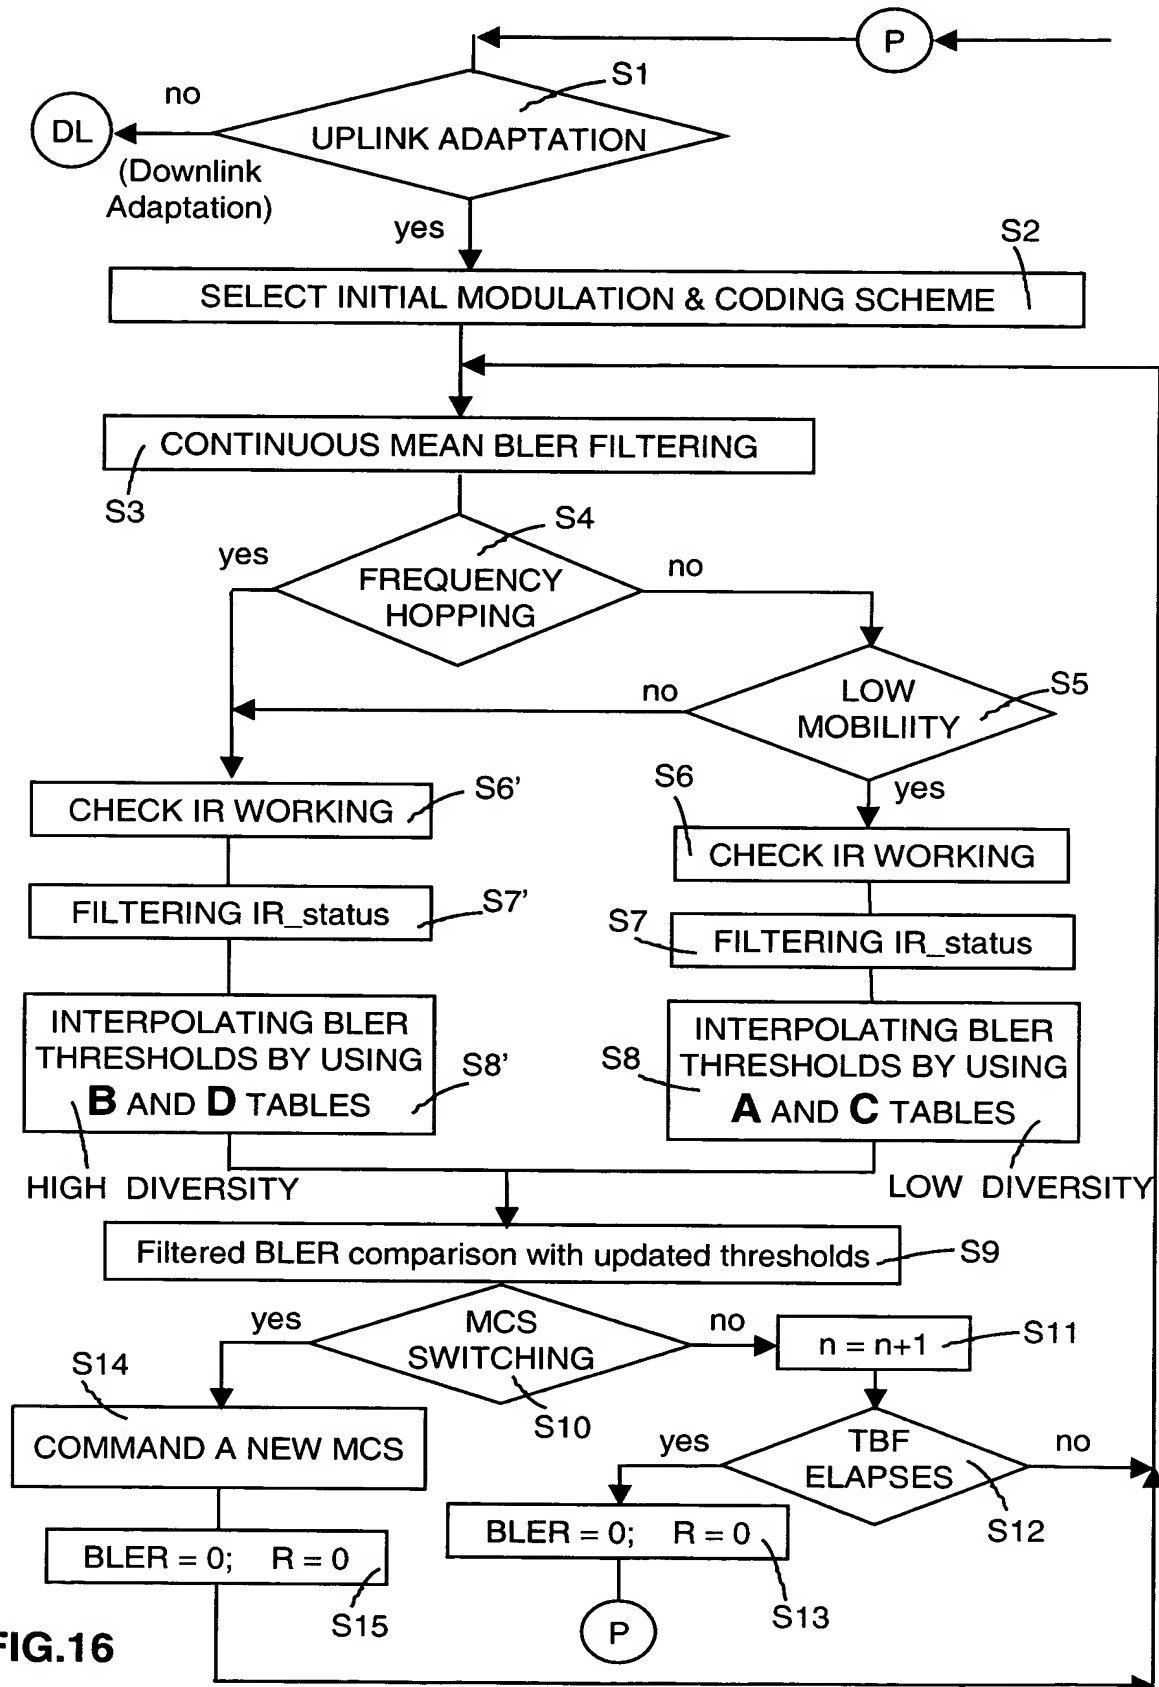 P
S1
no
DL
UPLINK ADAPTATION
(Downlink
Adaptation)
yes
S2
SELECT INITIAL MODULATION & CODING SCHEME
CONTINUOUS MEAN BLER FILTERING
S3
S4
yes
FREQUENCY
HOPPING
no
no
LOW
MOBILIITY
S5
yes
CHECK IR WORKING
S6'
S6
CHECK IR WORKING
FILTERING IR_status
S7'
S7
FILTERING IR_status
INTERPOLATING BLER
THRESHOLDS BY USING
B AND D TABLES
S8'
S8
INTERPOLATING BLER
THRESHOLDS BY USING
A AND C TABLES
HIGH DIVERSITY
LOW DIVERSITY
Filtered BLER comparison with updated thresholds
S9
yes
MCS
SWITCHING
no
n = n+1
S11
S14
S10
COMMAND A NEW MCS
yes
TBF
ELAPSES
no
S12
BLER = 0; R = 0
BLER = 0; R = 0
S13
S15
P
FIG.16